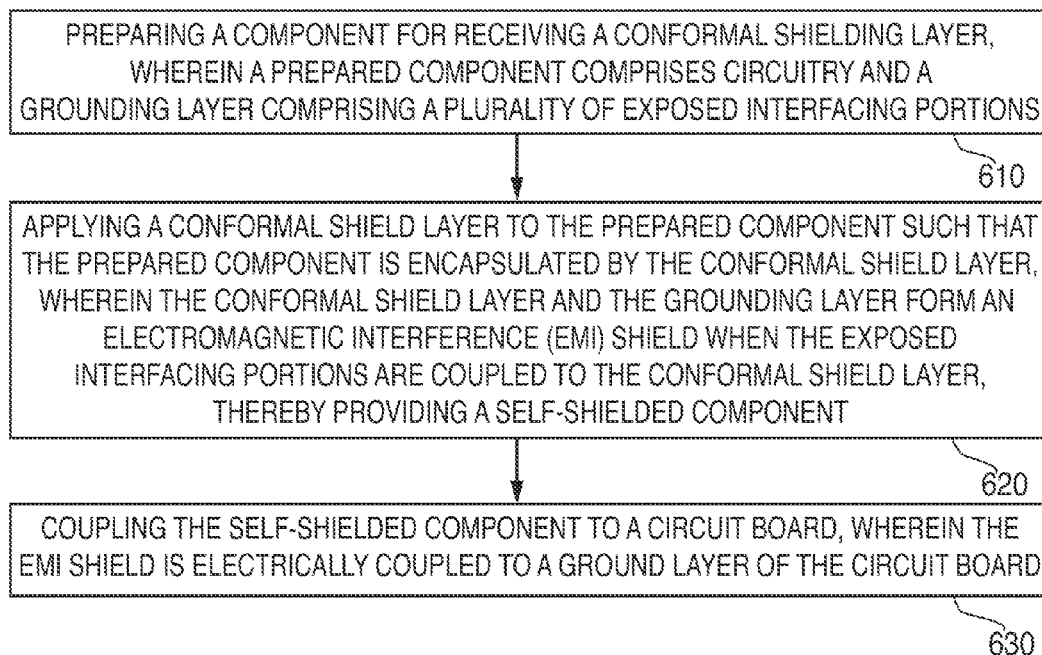 PREPARING A COMPONENT FOR RECEIVING A CONFORMAL SHIELDING LAYER,
WHEREIN A PREPARED COMPONENT COMPRISES CIRCUITRY AND A
GROUNDING LAYER COMPRISING A PLURALITY OF EXPOSED INTERFACING PORTIONS
610
APPLYING A CONFORMAL SHIELD LAYER TO THE PREPARED COMPONENT SUCH THAT
THE PREPARED COMPONENT IS ENCAPSULATED BY THE CONFORMAL SHIELD LAYER,
WHEREIN THE CONFORMAL SHIELD LAYER AND THE GROUNDING LAYER FORM AN
ELECTROMAGNETIC INTERFERENCE (EMI) SHIELD WHEN THE EXPOSED
INTERFACING PORTIONS ARE COUPLED TO THE CONFORMAL SHIELD LAYER,
THEREBY PROVIDING A SELF-SHIELDED COMPONENT
620
COUPLING THE SELF-SHIELDED COMPONENT TO A CIRCUIT BOARD, WHEREIN THE
EMI SHIELD IS ELECTRICALLY COUPLED TO A GROUND LAYER OF THE CIRCUIT BOARD
630